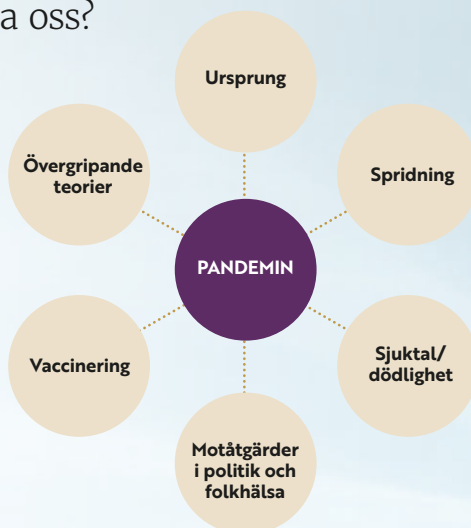 a oss?
Ursprung
Övergripande
teorier
Spridning
PANDEMIN
Vaccinering
Sjuktal/
dödlighet
Motåtgärder
i politik och
folkhälsa